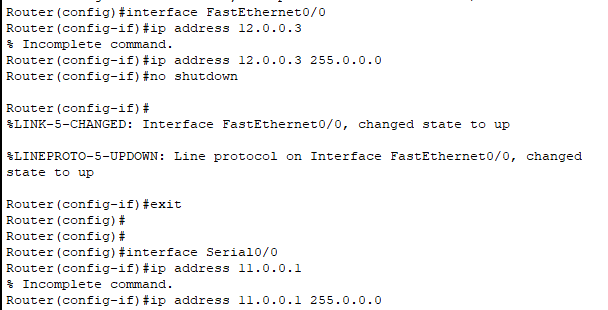 Router(config)#interface FastEthernet0/0
Router(config-if)#ip address 12.0.0.3
% Incomplete command.
Router(config-if)#ip address 12.0.0.3 255.0.0.0
Router(config-if)#no shutdown
Router(config-if)#
%LINK-5-CHANGED: Interface FastEthernet0/0, changed state to up
%LINEPROTO-5-UPDOWN: Line protocol on Interface FastEthernet0/0, changed
state to up
Router(config-if)#exit
Router(config)#
Router(config)#
Router(config)#interface Serial0/0
Router(config-if)#ip address 11.0.0.1
% Incomplete command.
Router(config-if)#ip address 11.0.0.1 255.0.0.0